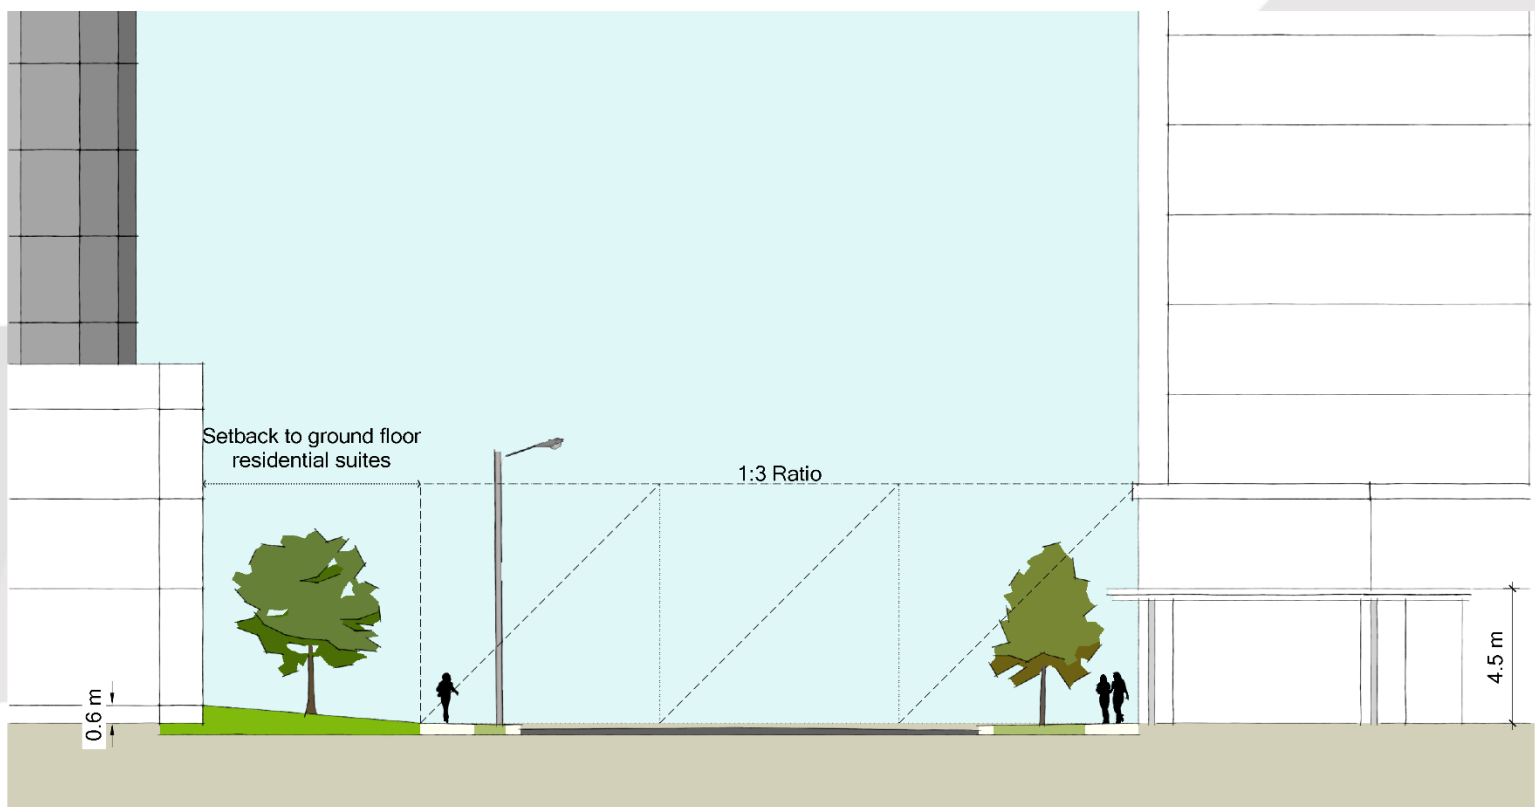 Setback to ground floor
residential suites
1:3 Ratio
0.6 m
4.5 m